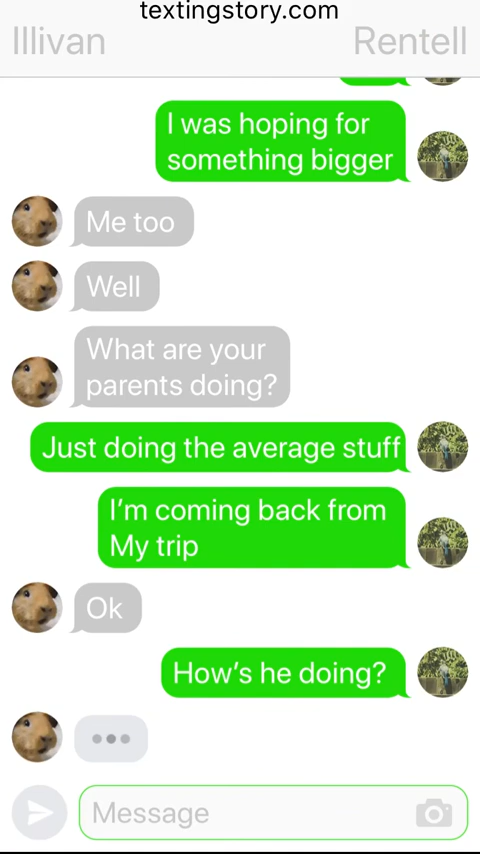 textingstory.com
Illivan
Rentell
I was hoping for
something bigger
Me too
Well
What are your
parents doing?
Just doing the average stuff
I’m coming back from
My trip
Ok
How’s he doing?
Message